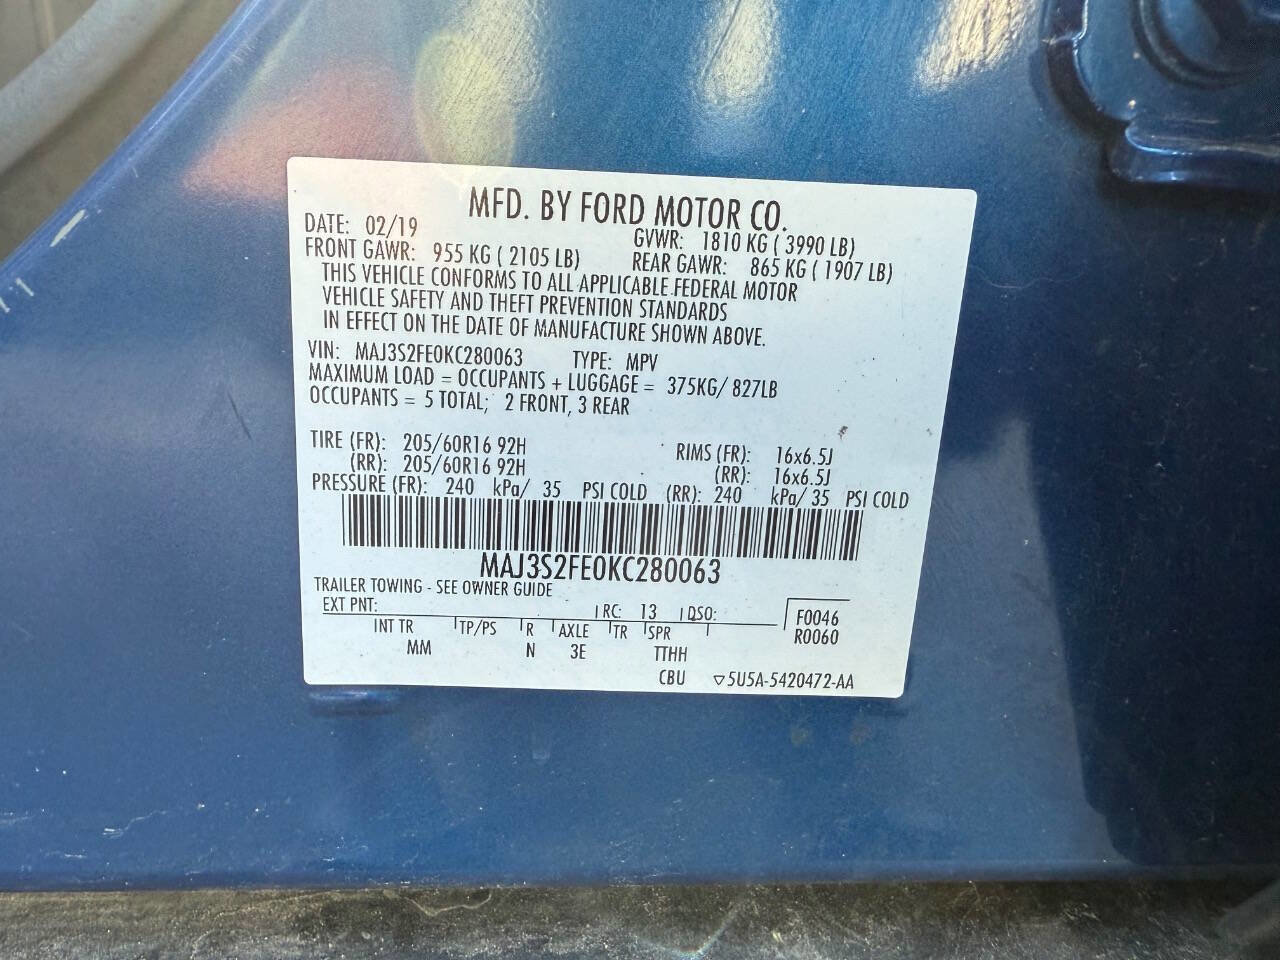 MFD. BY FORD MOTOR CO.
DATE: 02/19 GVWR: 1810 KG ( 3990 LB)
FRONT GAWR: 955 KG ( 2105 LB) REAR GAWR: 865 KG ( 1907 LB)
THIS VEHICLE CONFORMS TO ALL APPLICABLE FEDERAL MOTOR
VEHICLE SAFETY AND THEFT PREVENTION STANDARDS
IN EFFECT ON THE DATE OF MANUFACTURE SHOWN ABOVE.
VIN: MAJ3S2FE0KC280063 TYPE: MPV
MAXIMUM LOAD = OCCUPANTS + LUGGAGE = 375KG/ 827LB
OCCUPANTS = 5 TOTAL; 2 FRONT, 3 REAR
TIRE (FR): 205/60R16 92H RIMS (FR): 16x6.5J
(RR): 205/60R16 92H (RR): 16x6.5J
PRESSURE (FR): 240 kPa/ 35 PSI COLD (RR): 240 kPa/ 35 PSI COLD
MAJ3S2FE0KC280063
TRAILER TOWING - SEE OWNER GUIDE
EXT PNT: RC: 13 DSO: F0046
R0060
INT TR TP/PS R AXLE TR SPR
MM N 3E TTHH
CBU ▽5U5A-5420472-AA